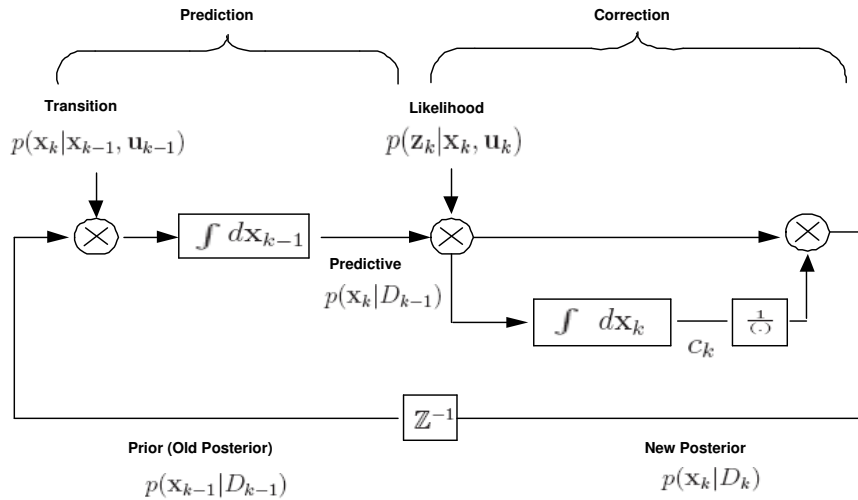 Prediction
Correction
Transition
Likelihood
p(x_k|x_{k-1}, u_{k-1})
p(z_k|x_k, u_k)
∫ dx_{k-1}
Predictive
p(x_k|D_{k-1})
∫ dx_k
c_k
1/(.)
ℤ^{-1}
Prior (Old Posterior)
New Posterior
p(x_{k-1}|D_{k-1})
p(x_k|D_k)